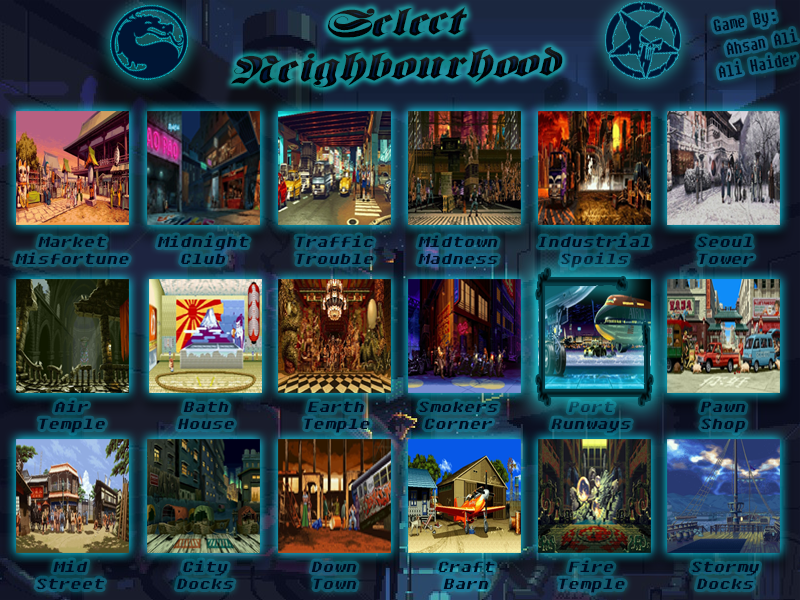 Select
Neighbourhood
Game By:
Ahsan Ali
Ali Haider
Market
Misfortune
Midnight
Club
Traffic
Trouble
Midtown
Madness
Industrial
Spoils
Seoul
Tower
Air
Temple
Bath
House
Earth
Temple
Smokers
Corner
Port
Runways
Pawn
Shop
Mid
Street
City
Docks
Down
Town
Craft
Barn
Fire
Temple
Stormy
Docks